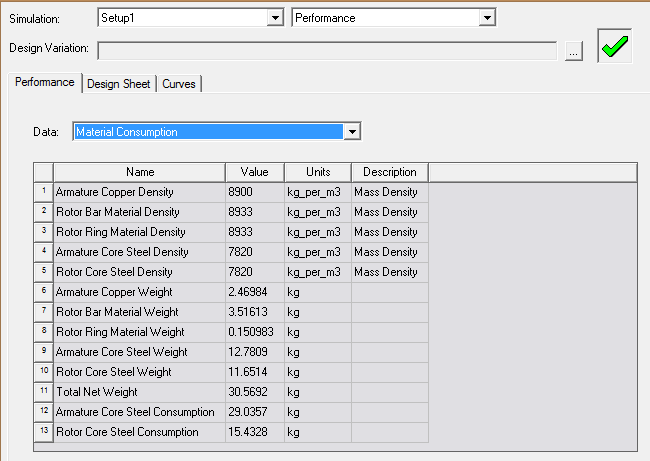 Simulation: Setup1 Performance
Design Variation: ...
Performance Design Sheet Curves
Data: Material Consumption
Name Value Units Description
1 Armature Copper Density 8900 kg_per_m3 Mass Density
2 Rotor Bar Material Density 8933 kg_per_m3 Mass Density
3 Rotor Ring Material Density 8933 kg_per_m3 Mass Density
4 Armature Core Steel Density 7820 kg_per_m3 Mass Density
5 Rotor Core Steel Density 7820 kg_per_m3 Mass Density
6 Armature Copper Weight 2.46984 kg
7 Rotor Bar Material Weight 3.51613 kg
8 Rotor Ring Material Weight 0.150983 kg
9 Armature Core Steel Weight 12.7809 kg
10 Rotor Core Steel Weight 11.6514 kg
11 Total Net Weight 30.5692 kg
12 Armature Core Steel Consumption 29.0357 kg
13 Rotor Core Steel Consumption 15.4328 kg